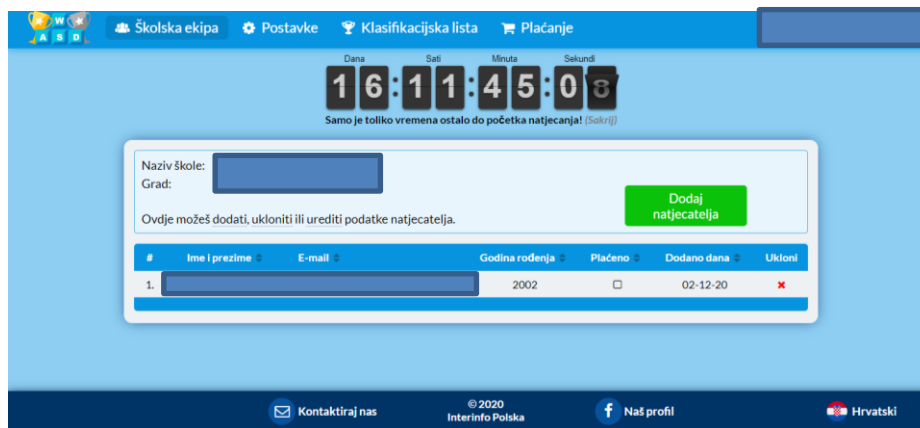 W
A S D
Školska ekipa Postavke Klasifikacijska lista Plaćanje
Dana Sati Minuta Sekundi
16:11:45:08
Samo je toliko vremena ostalo do početka natjecanja! (Sakrij)
Naziv škole:
Grad:
Ovdje možeš dodati, ukloniti ili urediti podatke natjecatelja.
Dodaj
natjecatelja
# Ime i prezime E-mail Godina rođenja Plaćeno Dodano dana Ukloni
1. 2002 02-12-20
Kontaktiraj nas
© 2020
Interinfo Polska
Naš profil
Hrvatski